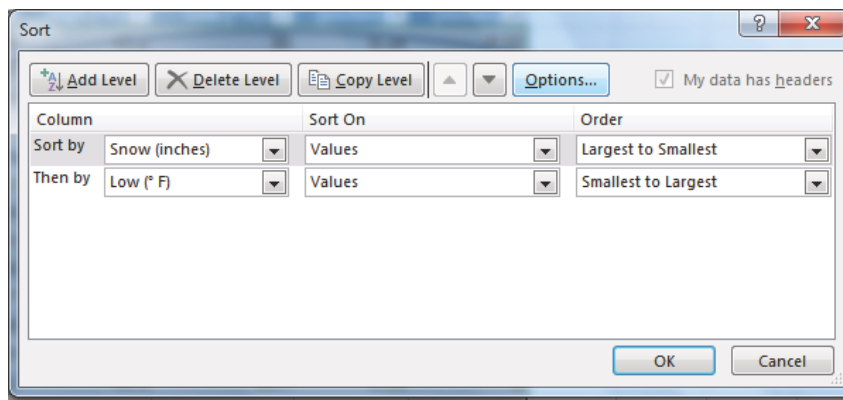 Sort
Add Level Delete Level Copy Level Options... My data has headers
Column Sort On Order
Sort by Snow (inches) Values Largest to Smallest
Then by Low (° F) Values Smallest to Largest
OK Cancel